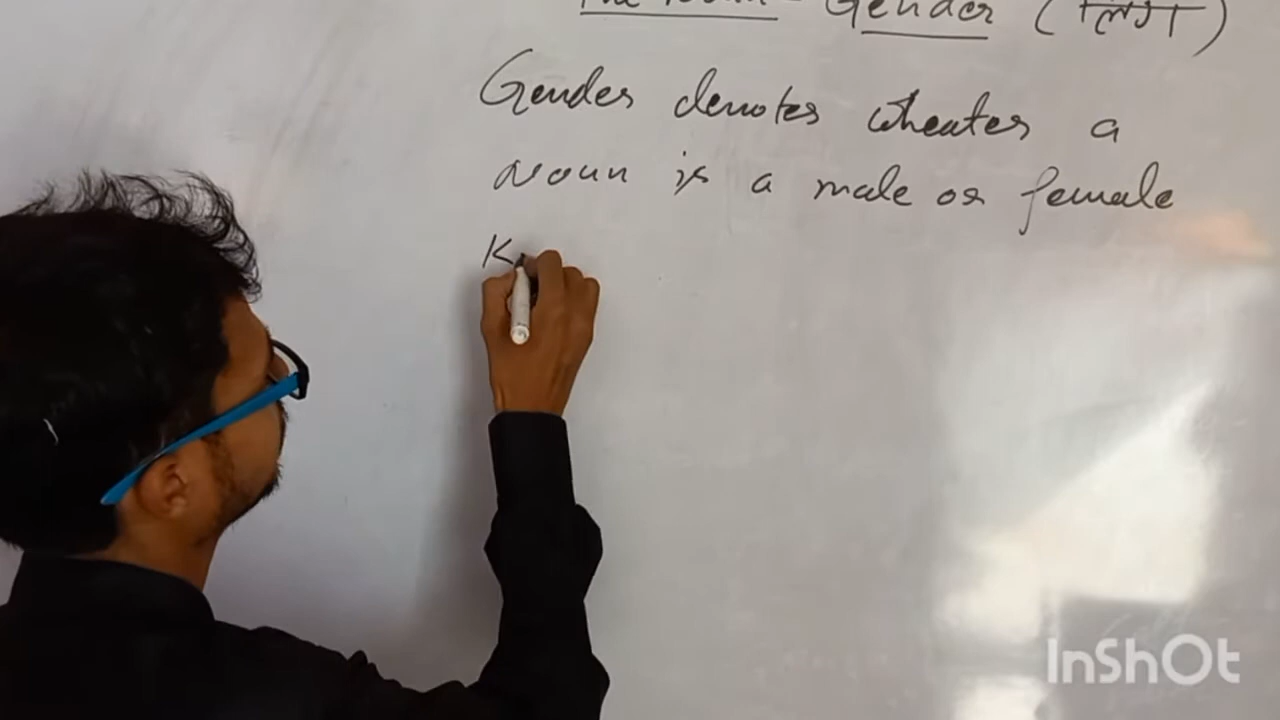 Gender (लिंग)
Gender denotes wheater a
Noun is a male or female
K
InShOt